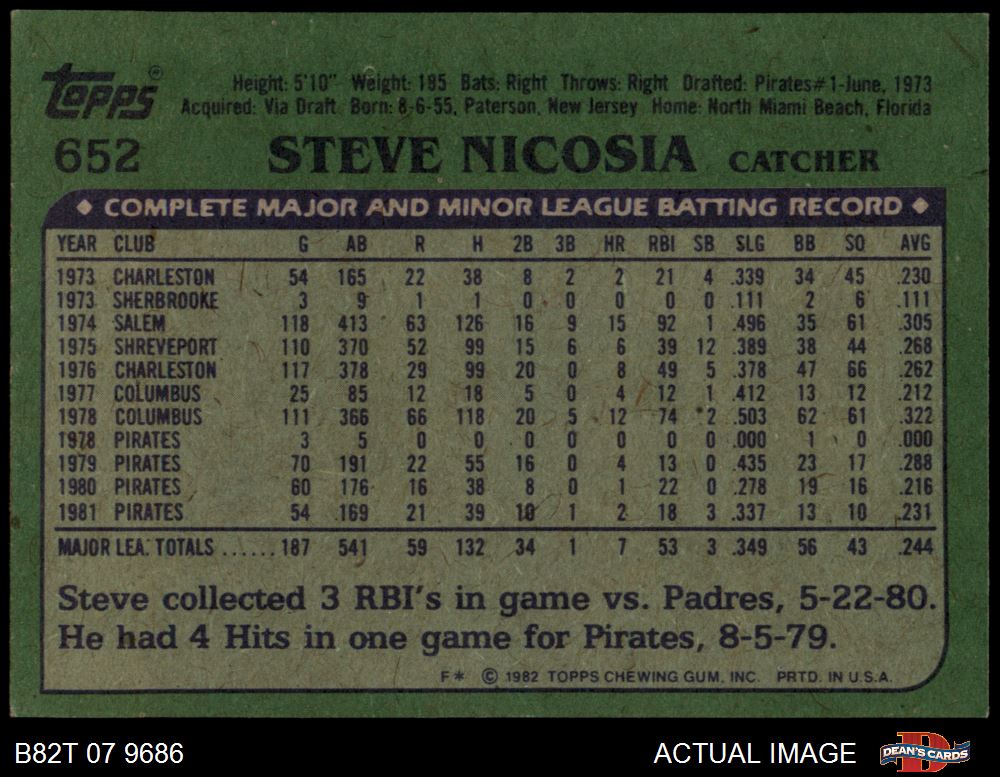 Topps®
Height: 5'10" Weight: 185 Bats: Right Throws: Right Drafted: Pirates#1-June, 1973
Acquired: Via Draft Born: 8-6-55, Paterson, New Jersey Home: North Miami Beach, Florida
652 STEVE NICOSIA CATCHER
◆ COMPLETE MAJOR AND MINOR LEAGUE BATTING RECORD ◆
YEAR CLUB G AB R H 2B 3B HR RBI SB SLG BB SO AVG
1973 CHARLESTON 54 165 22 38 8 2 2 21 4 .339 34 45 .230
1973 SHERBROOKE 3 9 1 1 0 0 0 0 0 .111 2 6 .111
1974 SALEM 118 413 63 126 16 9 15 92 1 .496 35 61 .305
1975 SHREVEPORT 110 370 52 99 15 6 6 39 12 .389 38 44 .268
1976 CHARLESTON 117 378 29 99 20 0 8 49 5 .378 47 66 .262
1977 COLUMBUS 25 85 12 18 5 0 4 12 1 .412 13 12 .212
1978 COLUMBUS 111 366 66 118 20 5 12 74 2 .503 62 61 .322
1978 PIRATES 3 5 0 0 0 0 0 0 0 .000 1 0 .000
1979 PIRATES 70 191 22 55 16 0 4 13 0 .435 23 17 .288
1980 PIRATES 60 176 16 38 8 0 1 22 0 .278 19 16 .216
1981 PIRATES 54 169 21 39 10 1 2 18 3 .337 13 10 .231
MAJOR LEA. TOTALS ...... 187 541 59 132 34 1 7 53 3 .349 56 43 .244
Steve collected 3 RBI's in game vs. Padres, 5-22-80.
He had 4 Hits in one game for Pirates, 8-5-79.
F* © 1982 TOPPS CHEWING GUM, INC. PRTD. IN U.S.A.
B82T 07 9686 ACTUAL IMAGE D DEAN'S CARDS